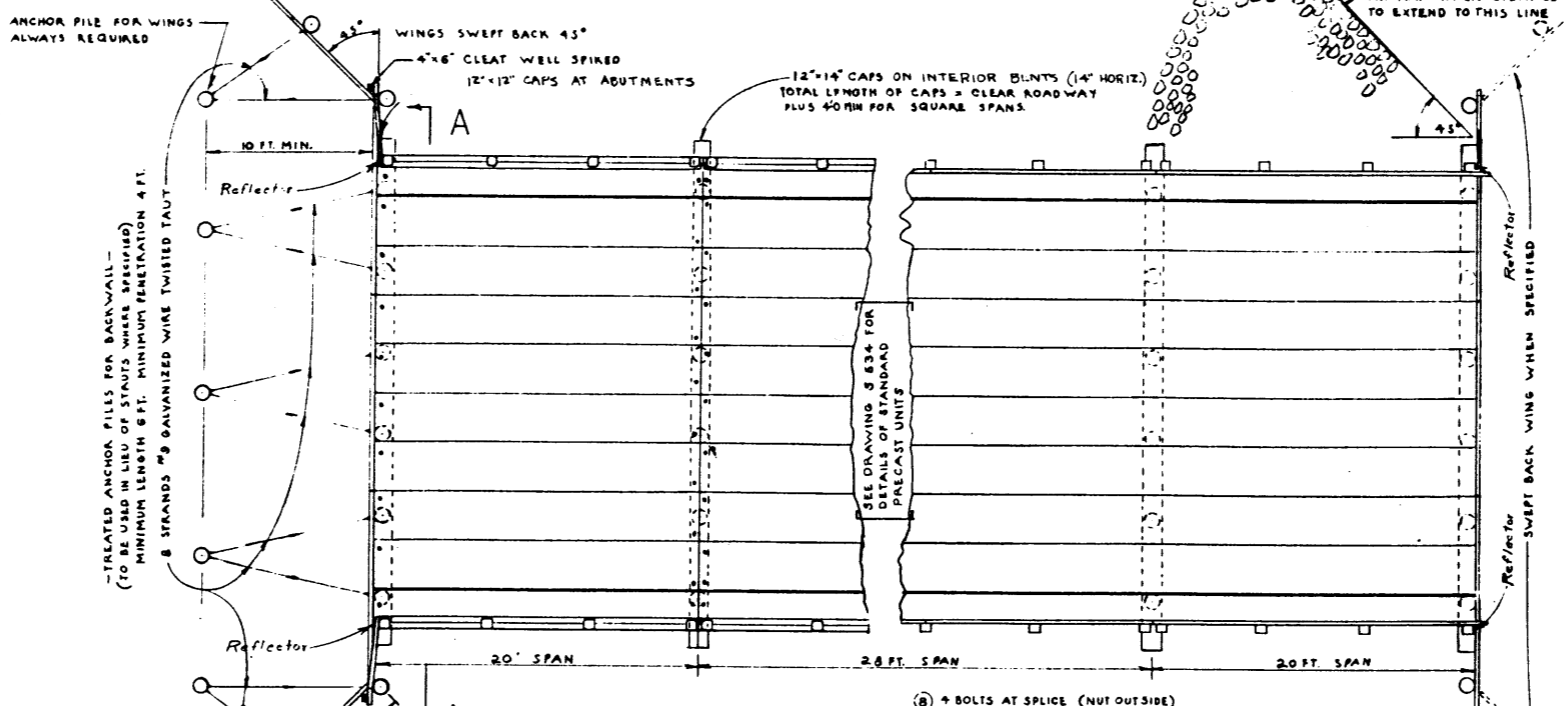 ANCHOR PILE FOR WINGS
ALWAYS REQUIRED
45°
WINGS SWEPT BACK 45°
4"x6" CLEAT WELL SPIKED
12"x12" CAPS AT ABUTMENTS
A
12"x14" CAPS ON INTERIOR BENTS (14" HORIZ.)
TOTAL LENGTH OF CAPS = CLEAR ROADWAY
PLUS 4'0 MIN FOR SQUARE SPANS.
TO EXTEND TO THIS LINE
45°
10 FT. MIN.
Reflector
Reflector
-TREATED ANCHOR PILES FOR BACKWALL-
(TO BE USED IN LIEU OF STRUTS WHERE SPECIFIED)
MINIMUM LENGTH 6 FT. MINIMUM PENETRATION 4 FT.
8 STRANDS Nº9 GALVANIZED WIRE TWISTED TAUT
SEE DRAWING S 634 FOR
DETAILS OF STANDARD
PRECAST UNITS
Reflector
Reflector
SWEPT BACK WING WHEN SPECIFIED
20' SPAN
28 FT. SPAN
20 FT. SPAN
8 4 BOLTS AT SPLICE (NUT OUTSIDE)